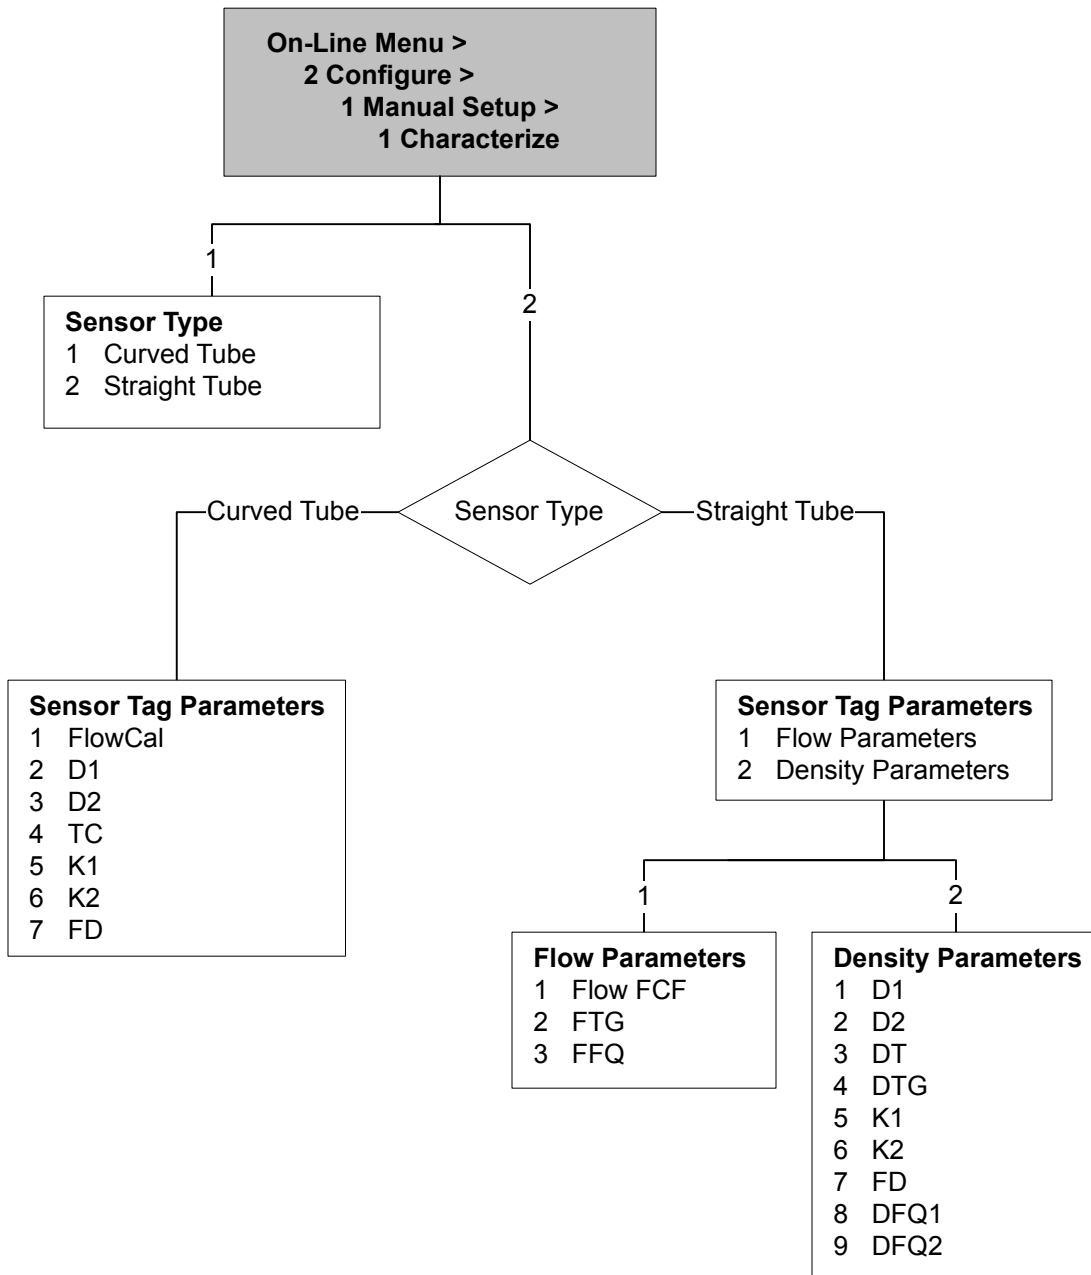 On-Line Menu >
2 Configure >
1 Manual Setup >
1 Characterize
1
2
Sensor Type
1 Curved Tube
2 Straight Tube
Curved Tube
Sensor Type
Straight Tube
Sensor Tag Parameters
1 FlowCal
2 D1
3 D2
4 TC
5 K1
6 K2
7 FD
Sensor Tag Parameters
1 Flow Parameters
2 Density Parameters
1
2
Flow Parameters
1 Flow FCF
2 FTG
3 FFQ
Density Parameters
1 D1
2 D2
3 DT
4 DTG
5 K1
6 K2
7 FD
8 DFQ1
9 DFQ2